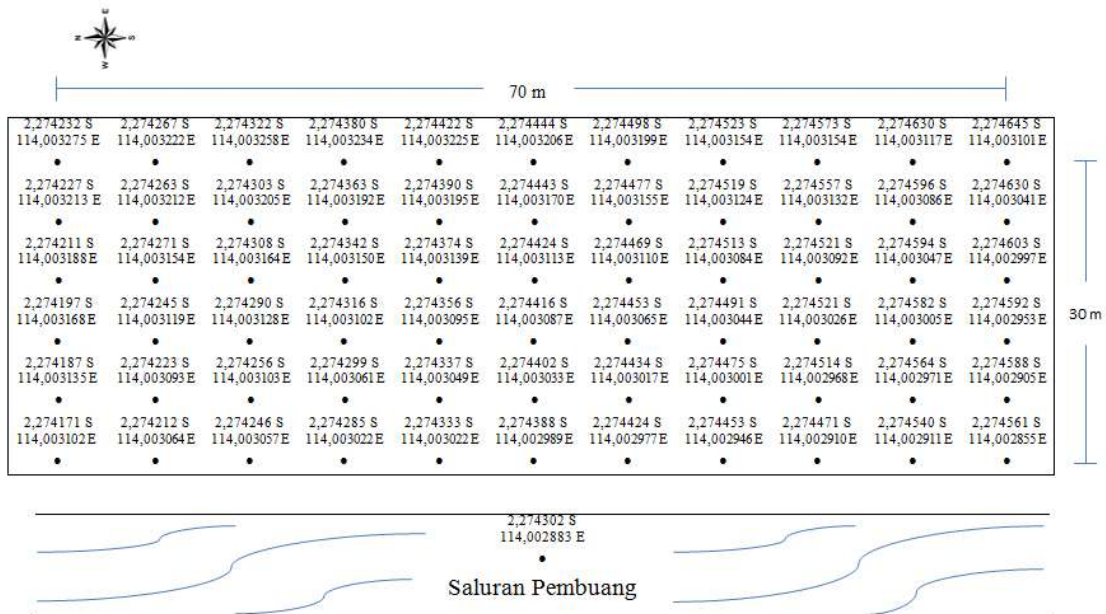 E
N S
W
70 m
2,274232 S 2,274267 S 2,274322 S 2,274380 S 2,274422 S 2,274444 S 2,274498 S 2,274523 S 2,274573 S 2,274630 S 2,274645 S
114,003275 E 114,003222 E 114,003258 E 114,003234 E 114,003225 E 114,003206 E 114,003199 E 114,003154 E 114,003154 E 114,003117 E 114,003101 E
2,274227 S 2,274263 S 2,274303 S 2,274363 S 2,274390 S 2,274443 S 2,274477 S 2,274519 S 2,274557 S 2,274596 S 2,274630 S
114,003213 E 114,003212 E 114,003205 E 114,003192 E 114,003195 E 114,003170 E 114,003155 E 114,003124 E 114,003132 E 114,003086 E 114,003041 E
2,274211 S 2,274271 S 2,274308 S 2,274342 S 2,274374 S 2,274424 S 2,274469 S 2,274513 S 2,274521 S 2,274594 S 2,274603 S
114,003188 E 114,003154 E 114,003164 E 114,003150 E 114,003139 E 114,003113 E 114,003110 E 114,003084 E 114,003092 E 114,003047 E 114,002997 E
2,274197 S 2,274245 S 2,274290 S 2,274316 S 2,274356 S 2,274416 S 2,274453 S 2,274491 S 2,274521 S 2,274582 S 2,274592 S
114,003168 E 114,003119 E 114,003128 E 114,003102 E 114,003095 E 114,003087 E 114,003065 E 114,003044 E 114,003026 E 114,003005 E 114,002953 E
30 m
2,274187 S 2,274223 S 2,274256 S 2,274299 S 2,274337 S 2,274402 S 2,274434 S 2,274475 S 2,274514 S 2,274564 S 2,274588 S
114,003135 E 114,003093 E 114,003103 E 114,003061 E 114,003049 E 114,003033 E 114,003017 E 114,003001 E 114,002968 E 114,002971 E 114,002905 E
2,274171 S 2,274212 S 2,274246 S 2,274285 S 2,274333 S 2,274388 S 2,274424 S 2,274453 S 2,274471 S 2,274540 S 2,274561 S
114,003102 E 114,003064 E 114,003057 E 114,003022 E 114,003022 E 114,002989 E 114,002977 E 114,002946 E 114,002910 E 114,002911 E 114,002855 E
2,274302 S
114,002883 E
Saluran Pembuang